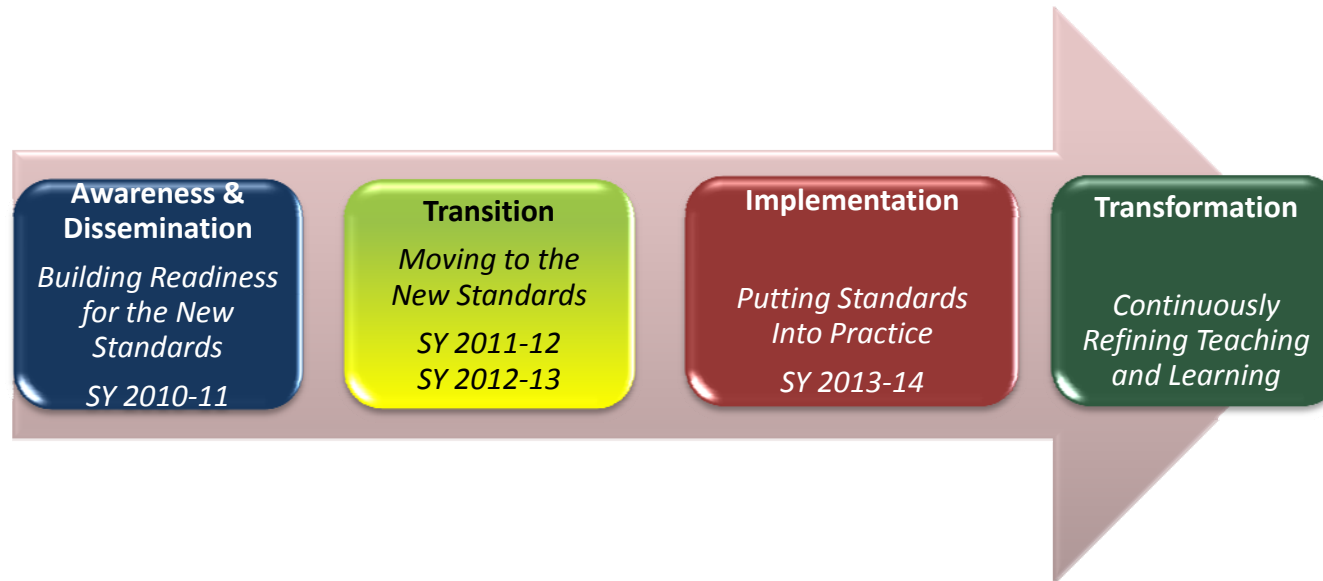 Awareness &
Dissemination
Building Readiness
for the New
Standards
SY 2010-11
Transition
Moving to the
New Standards
SY 2011-12
SY 2012-13
Implementation
Putting Standards
Into Practice
SY 2013-14
Transformation
Continuously
Refining Teaching
and Learning